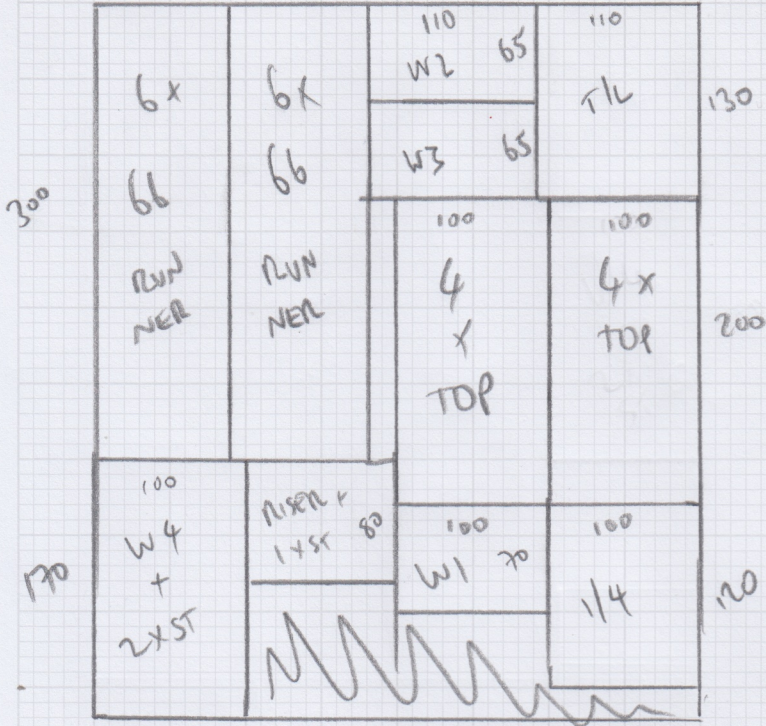 6x
66
RUN
NER
6x
66
RUN
NER
110
W2 65
W3 65
110
T/L
130
300
100
4
x
TOP
100
4x
TOP
200
100
W4
+
2xST
170
RISER +
1xST 80
100
W1 70
100
1/4
120